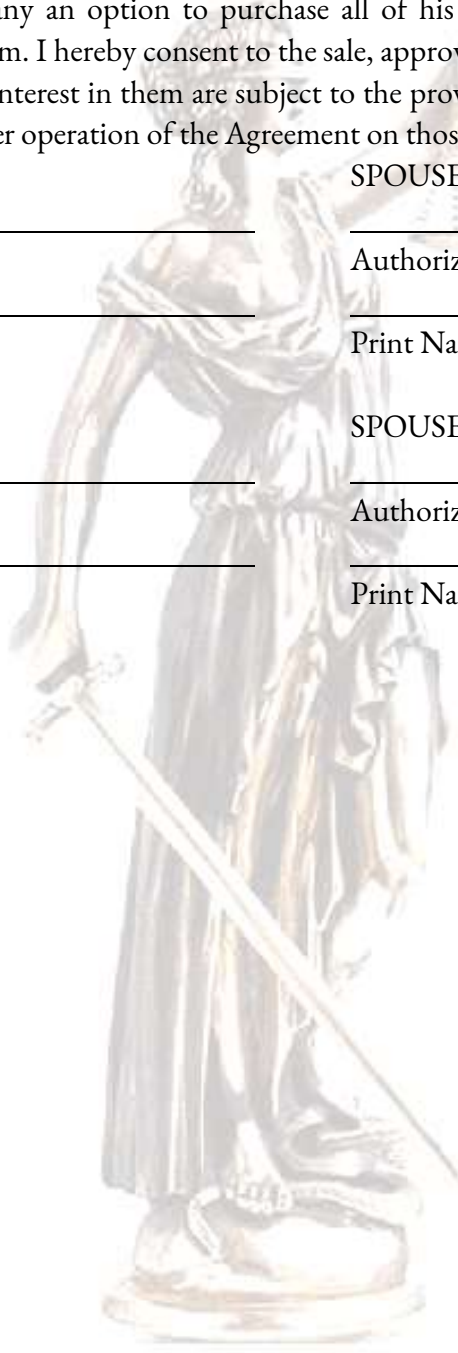 any an option to purchase all of his
m. I hereby consent to the sale, approv
nterest in them are subject to the prov
er operation of the Agreement on thos
SPOUSE
Authoriz
Print Na
SPOUSE
Authoriz
Print Na